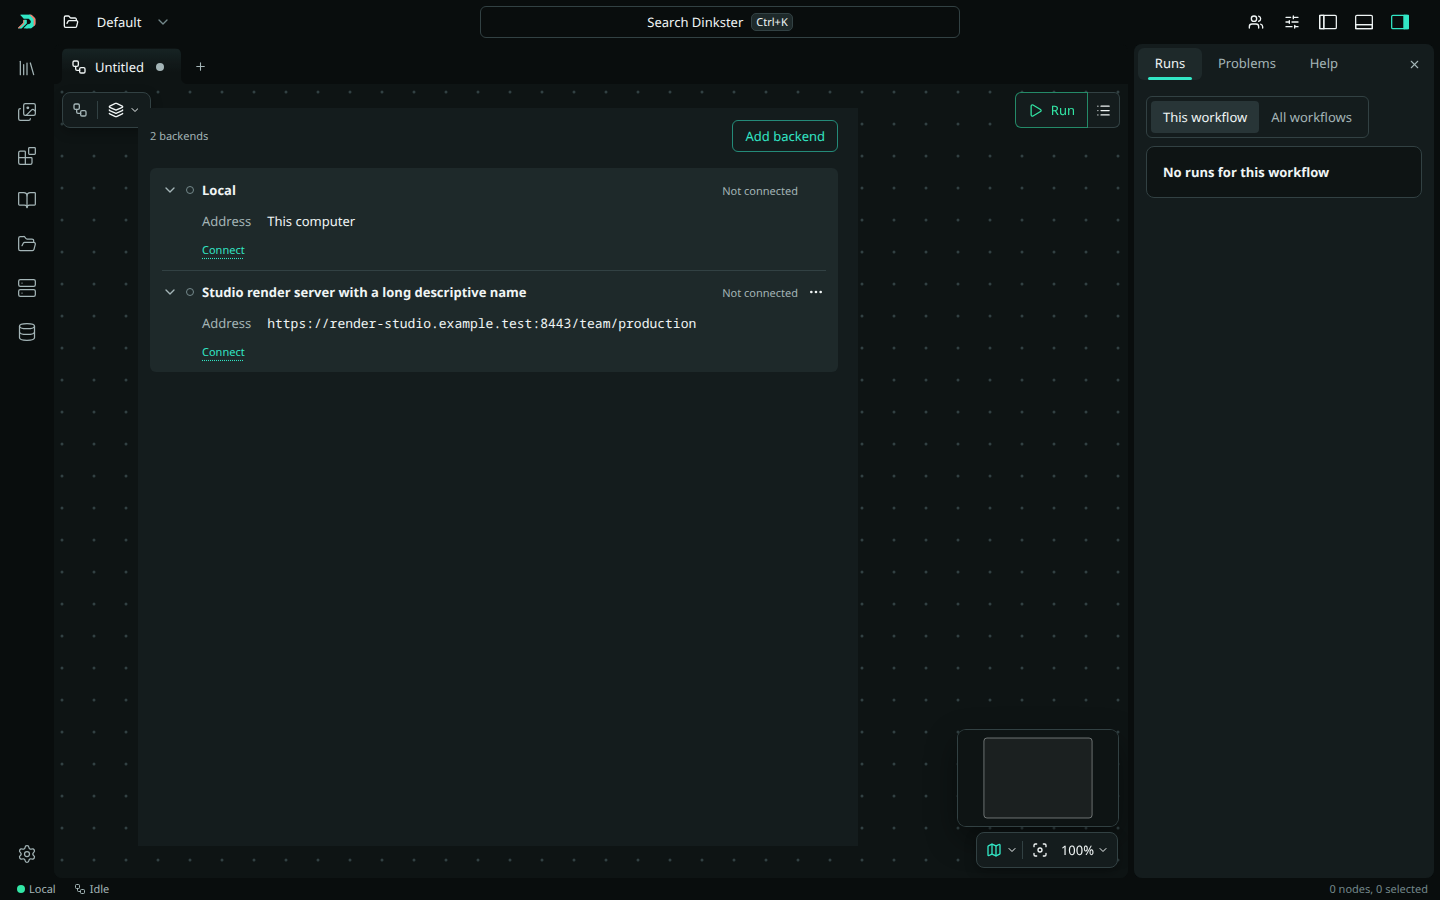 Default
Search Dinkster Ctrl+K
Untitled
Run
2 backends
Add backend
Local
Not connected
Address This computer
Connect
Studio render server with a long descriptive name
Not connected
Address https://render-studio.example.test:8443/team/production
Connect
Runs Problems Help
This workflow All workflows
No runs for this workflow
100%
Local Idle
0 nodes, 0 selected